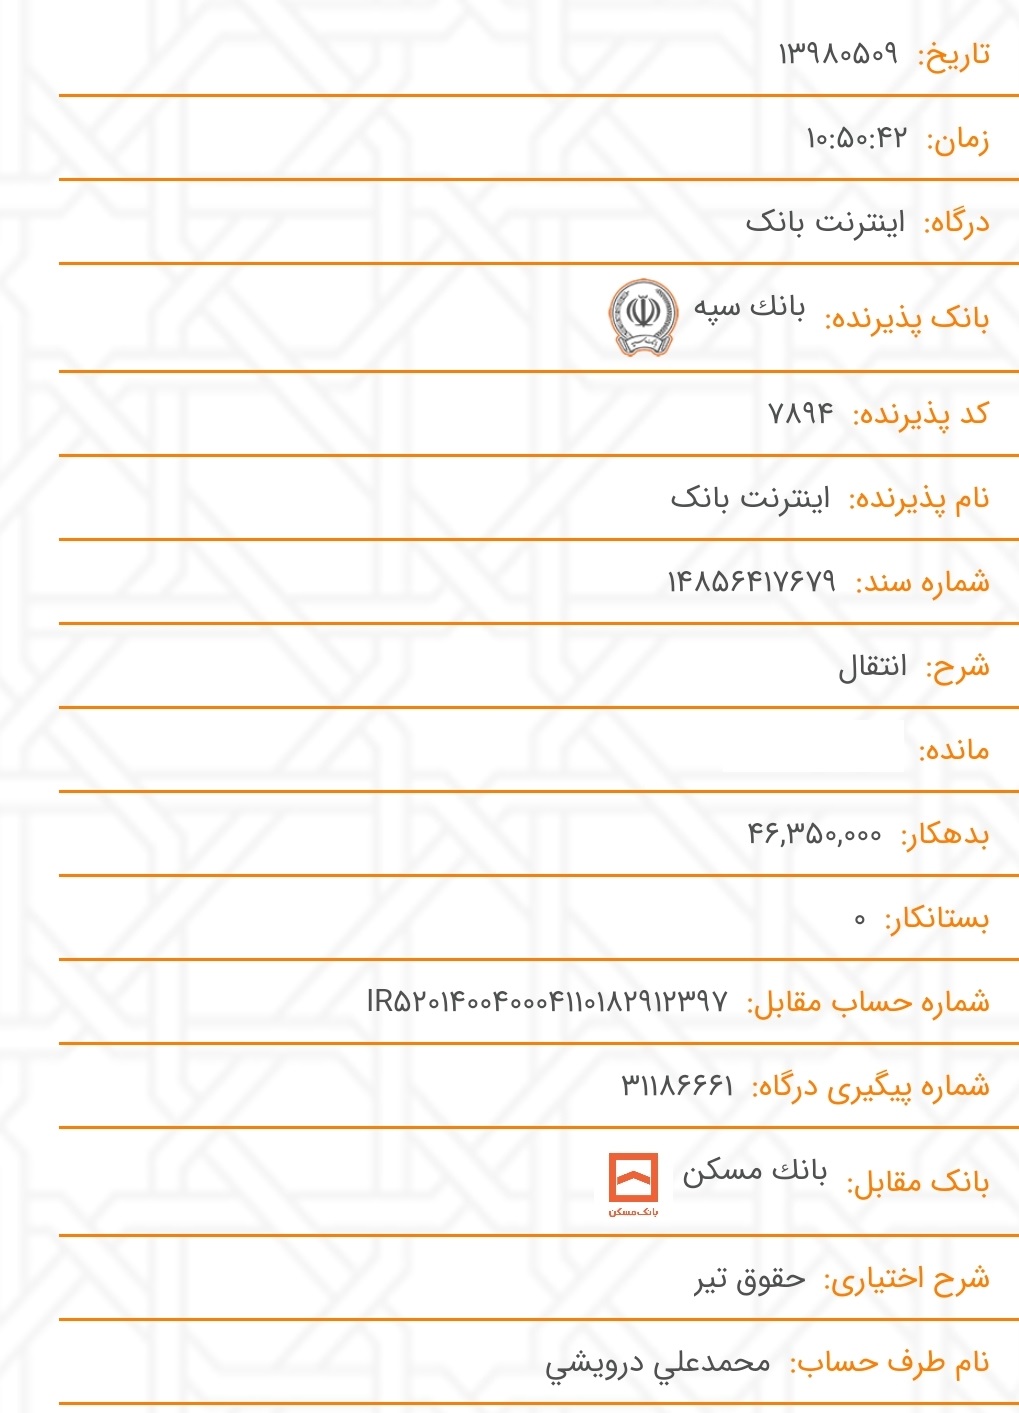 تاریخ: ۱۳۹۸۰۵۰۹
زمان: ۱۰:۵۰:۴۲
درگاه: اینترنت بانک
بانک پذیرنده: بانك سپه
کد پذیرنده: ۷۸۹۴
نام پذیرنده: اینترنت بانک
شماره سند: ۱۴۸۵۶۴۱۷۶۷۹
شرح: انتقال
مانده:
بدهکار: ۴۶,۳۵۰,۰۰۰
بستانکار: ۰
شماره حساب مقابل: IR۵۲۰۱۴۰۰۴۰۰۰۴۱۱۰۱۸۲۹۱۲۳۹۷
شماره پیگیری درگاه: ۳۱۱۸۶۶۶۱
بانک مقابل: بانك مسكن
بانک مسکن
شرح اختیاری: حقوق تیر
نام طرف حساب: محمدعلي درويشي